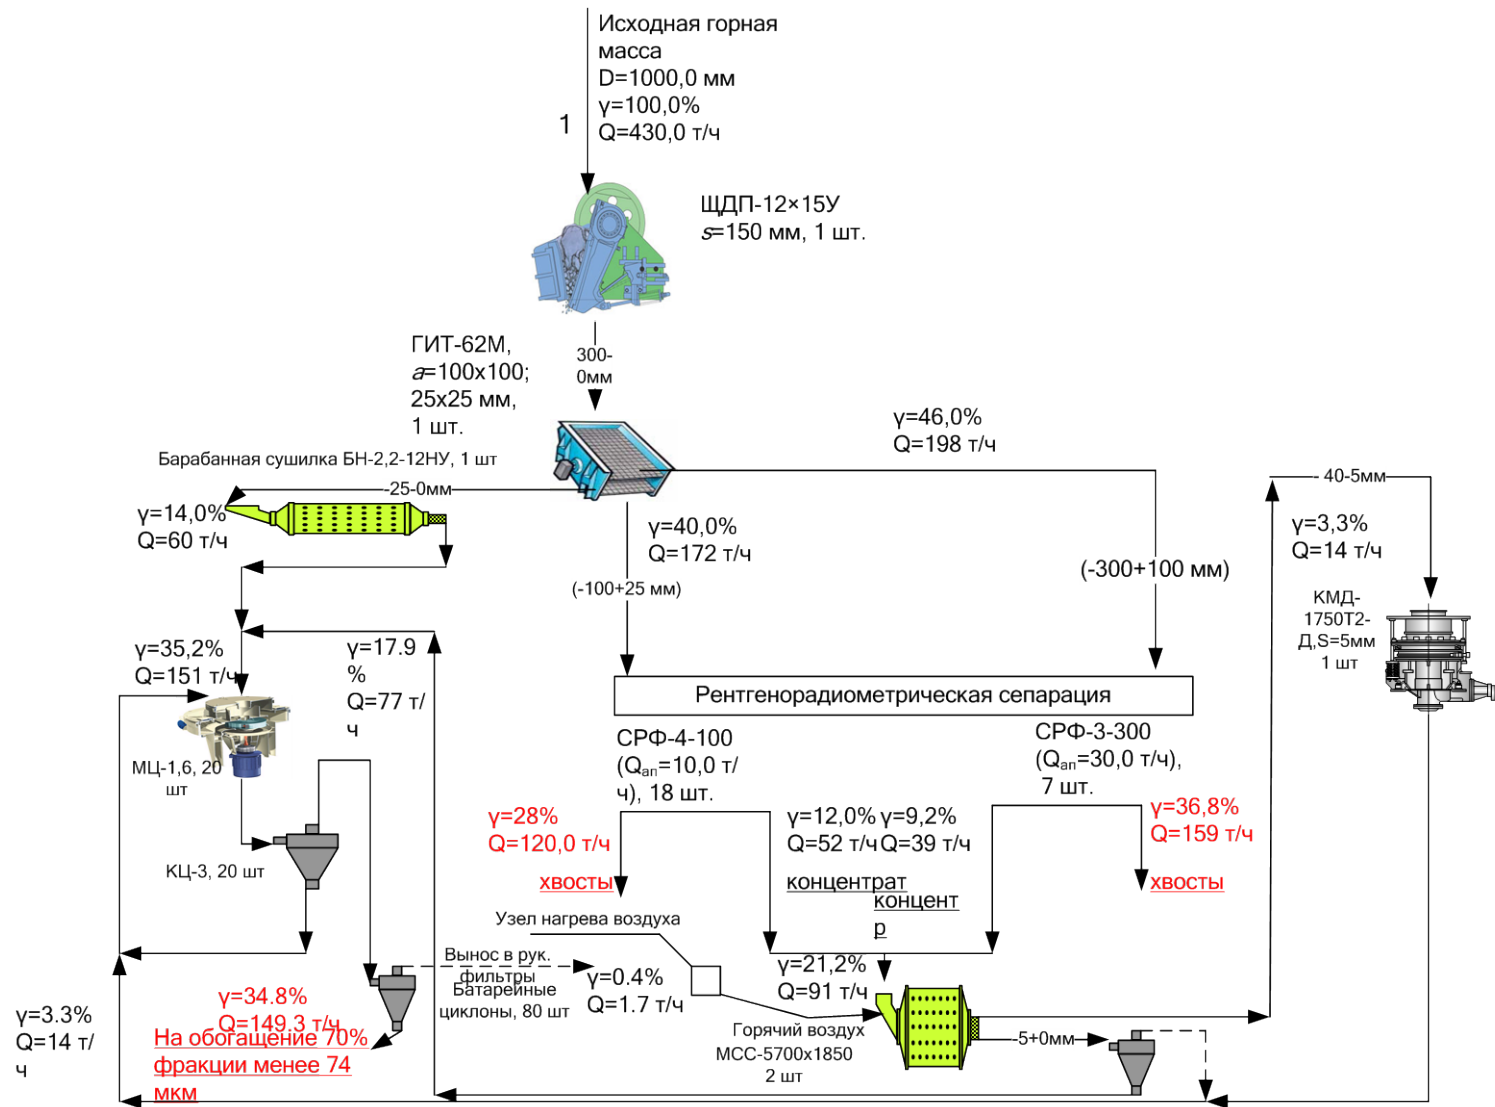 Исходная горная
масса
D=1000,0 мм
γ=100,0%
Q=430,0 т/ч
1
ЩДП-12×15У
s=150 мм, 1 шт.
ГИТ-62М,
a=100x100;
25x25 мм,
1 шт.
300-
0мм
γ=46,0%
Q=198 т/ч
Барабанная сушилка БН-2,2-12НУ, 1 шт
-25-0мм
γ=14,0%
Q=60 т/ч
γ=40,0%
Q=172 т/ч
(-100+25 мм)
(-300+100 мм)
- 40-5мм
γ=3,3%
Q=14 т/ч
КМД-
1750Т2-
Д,S=5мм
1 шт
γ=35,2%
Q=151 т/ч
γ=17.9
%
Q=77 т/
ч
Рентгенорадиометрическая сепарация
МЦ-1,6, 20
шт
СРФ-4-100
(Qап=10,0 т/
ч), 18 шт.
СРФ-3-300
(Qап=30,0 т/ч),
7 шт.
γ=28%
Q=120,0 т/ч
хвосты
γ=12,0%
Q=52 т/ч
концентрат
γ=9,2%
Q=39 т/ч
концент
р
γ=36,8%
Q=159 т/ч
хвосты
КЦ-3, 20 шт
Узел нагрева воздуха
Вынос в рук.
фильтры
Батарейные
циклоны, 80 шт
γ=0.4%
Q=1.7 т/ч
γ=21,2%
Q=91 т/ч
γ=34.8%
Q=149.3 т/ч
На обогащение 70%
фракции менее 74
мкм
γ=3.3%
Q=14 т/
ч
Горячий воздух
МСС-5700х1850
2 шт
-5+0мм